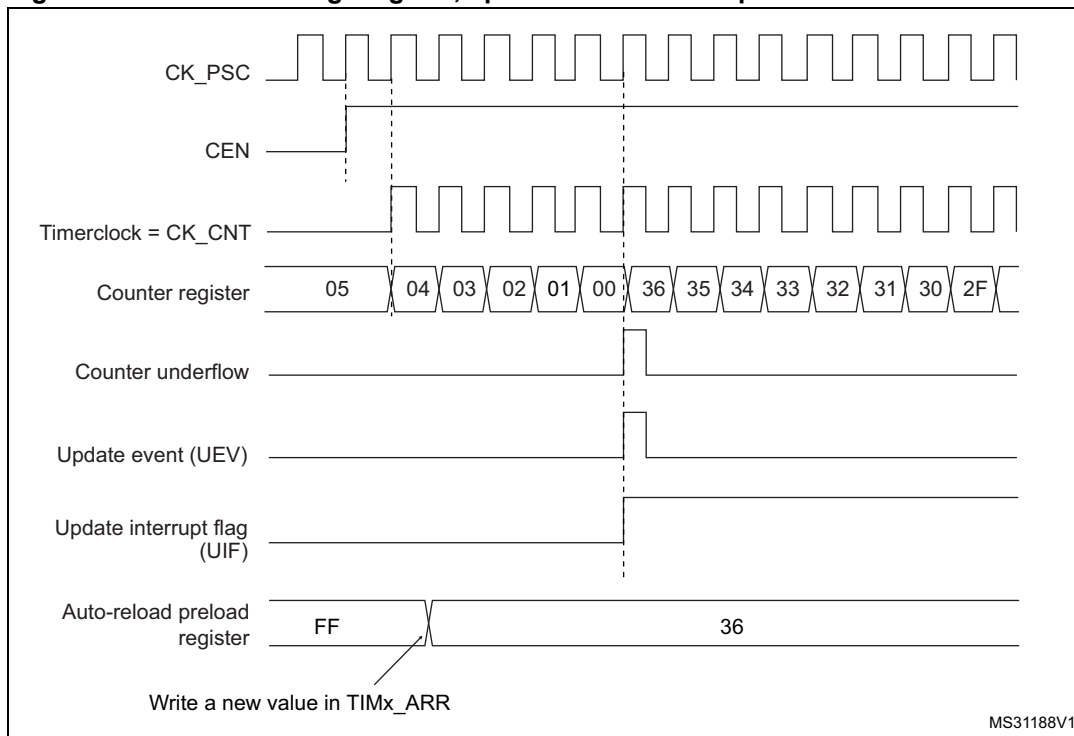 CK_PSC
CEN
Timerclock = CK_CNT
Counter register
05 04 03 02 01 00 36 35 34 33 32 31 30 2F
Counter underflow
Update event (UEV)
Update interrupt flag
(UIF)
Auto-reload preload
register
FF 36
Write a new value in TIMx_ARR
MS31188V1